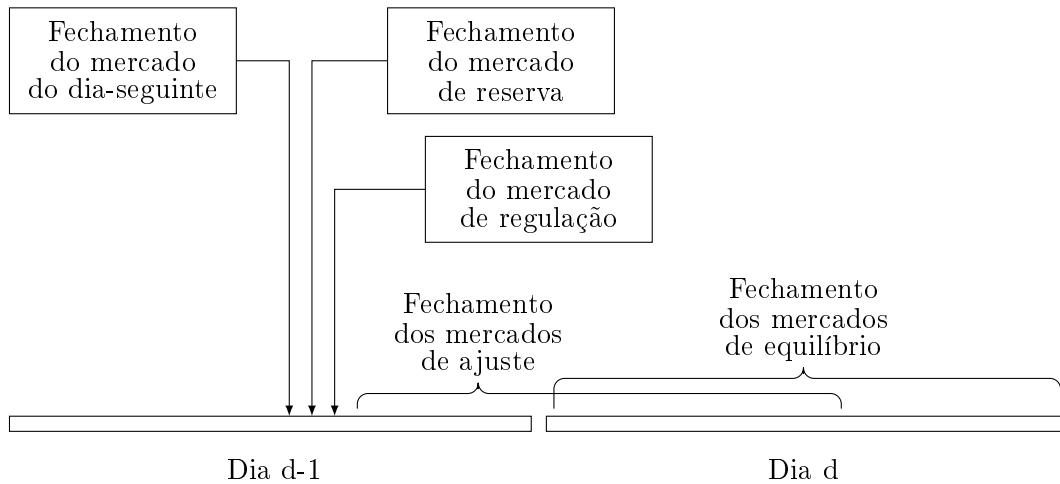 Fechamento
do mercado
do dia-seguinte
Fechamento
do mercado
de reserva
Fechamento
do mercado
de regulação
Fechamento
dos mercados
de ajuste
Fechamento
dos mercados
de equilíbrio
Dia d-1
Dia d